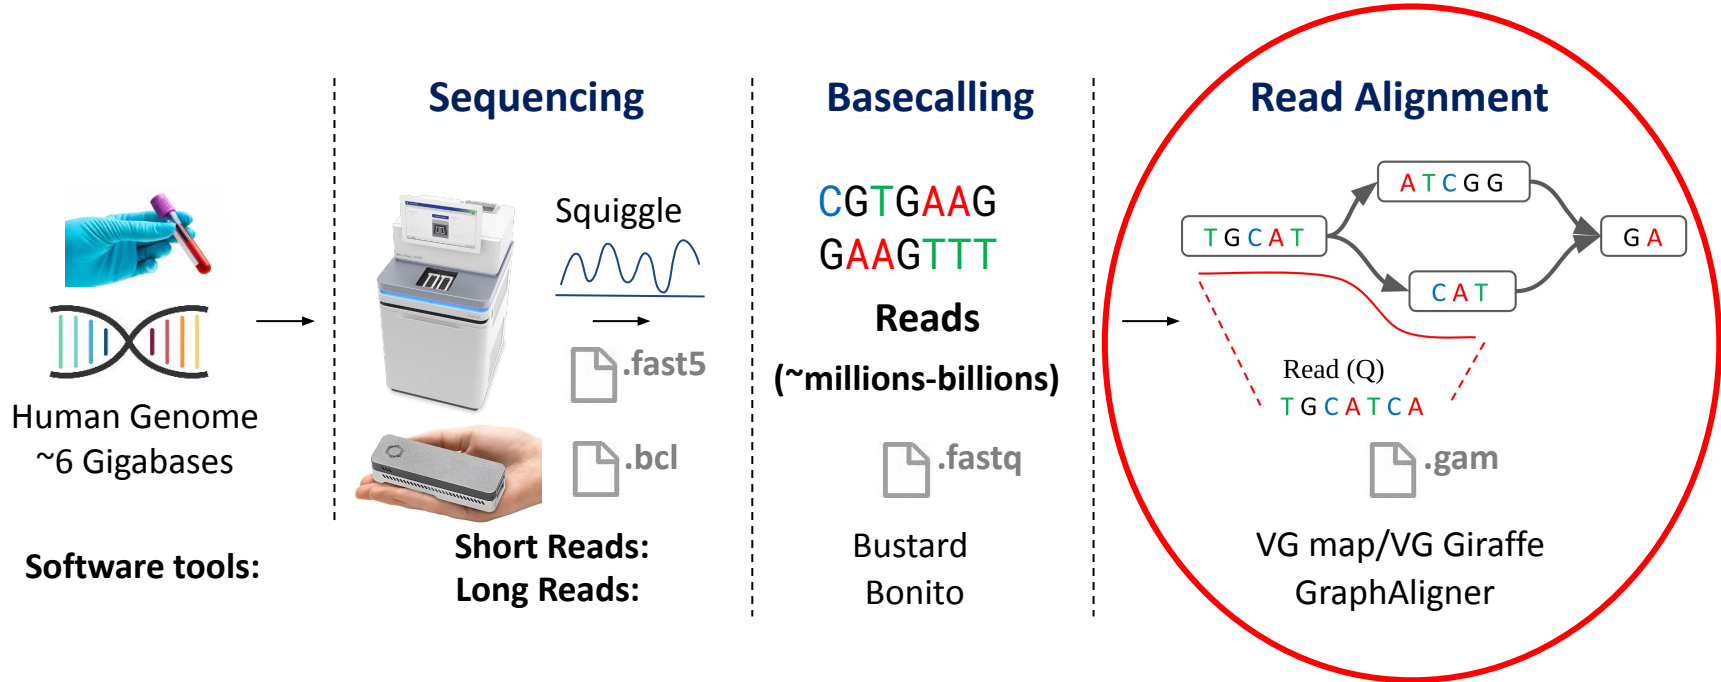 Sequencing
Basecalling
Read Alignment
Human Genome
~6 Gigabases
Squiggle
.fast5
.bcl
CGTGAAG
GAAGTTT
Reads
(~millions-billions)
.fastq
TGCAT
ATCGG
CAT
GA
Read (Q)
TGCATCA
.gam
Software tools:
Short Reads:
Long Reads:
Bustard
Bonito
VG map/VG Giraffe
GraphAligner